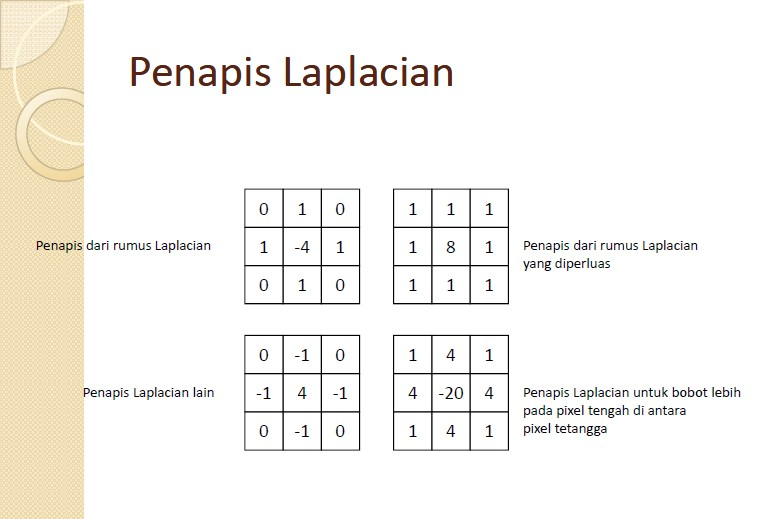 Penapis Laplacian
Penapis dari rumus Laplacian
0 1 0
1 -4 1
0 1 0
1 1 1
1 8 1
1 1 1
Penapis dari rumus Laplacian
yang diperluas
Penapis Laplacian lain
0 -1 0
-1 4 -1
0 -1 0
1 4 1
4 -20 4
1 4 1
Penapis Laplacian untuk bobot lebih
pada pixel tengah di antara
pixel tetangga